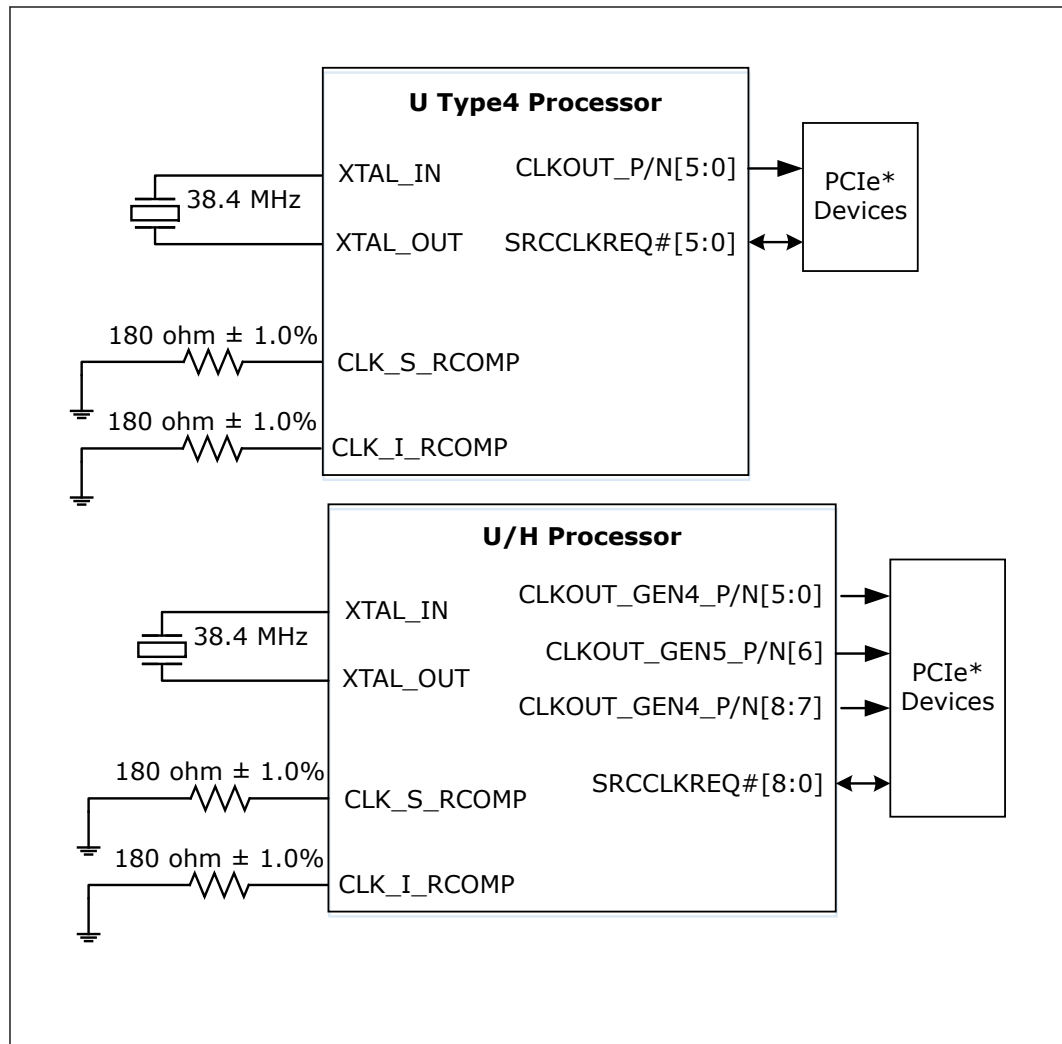 U Type4 Processor
XTAL_IN
CLKOUT_P/N[5:0]
PCIe*
Devices
38.4 MHz
XTAL_OUT
SRCCLKREQ#[5:0]
180 ohm ± 1.0%
CLK_S_RCOMP
180 ohm ± 1.0%
CLK_I_RCOMP
U/H Processor
XTAL_IN
CLKOUT_GEN4_P/N[5:0]
38.4 MHz
CLKOUT_GEN5_P/N[6]
XTAL_OUT
PCIe*
Devices
CLKOUT_GEN4_P/N[8:7]
180 ohm ± 1.0%
CLK_S_RCOMP
SRCCLKREQ#[8:0]
180 ohm ± 1.0%
CLK_I_RCOMP